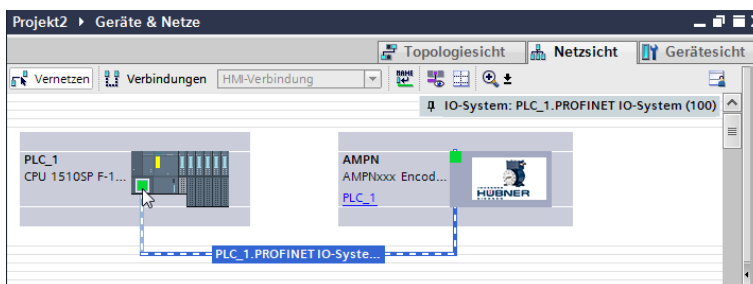 Projekt2 ▸ Geräte & Netze
Topologiesicht Netzsicht Gerätesicht
Vernetzen Verbindungen HMI-Verbindung
IO-System: PLC_1.PROFINET IO-System (100)
PLC_1
CPU 1510SP F-1...
AMPN
AMPNxxx Encod...
PLC_1
HÜBNER
PLC_1.PROFINET IO-Syste...